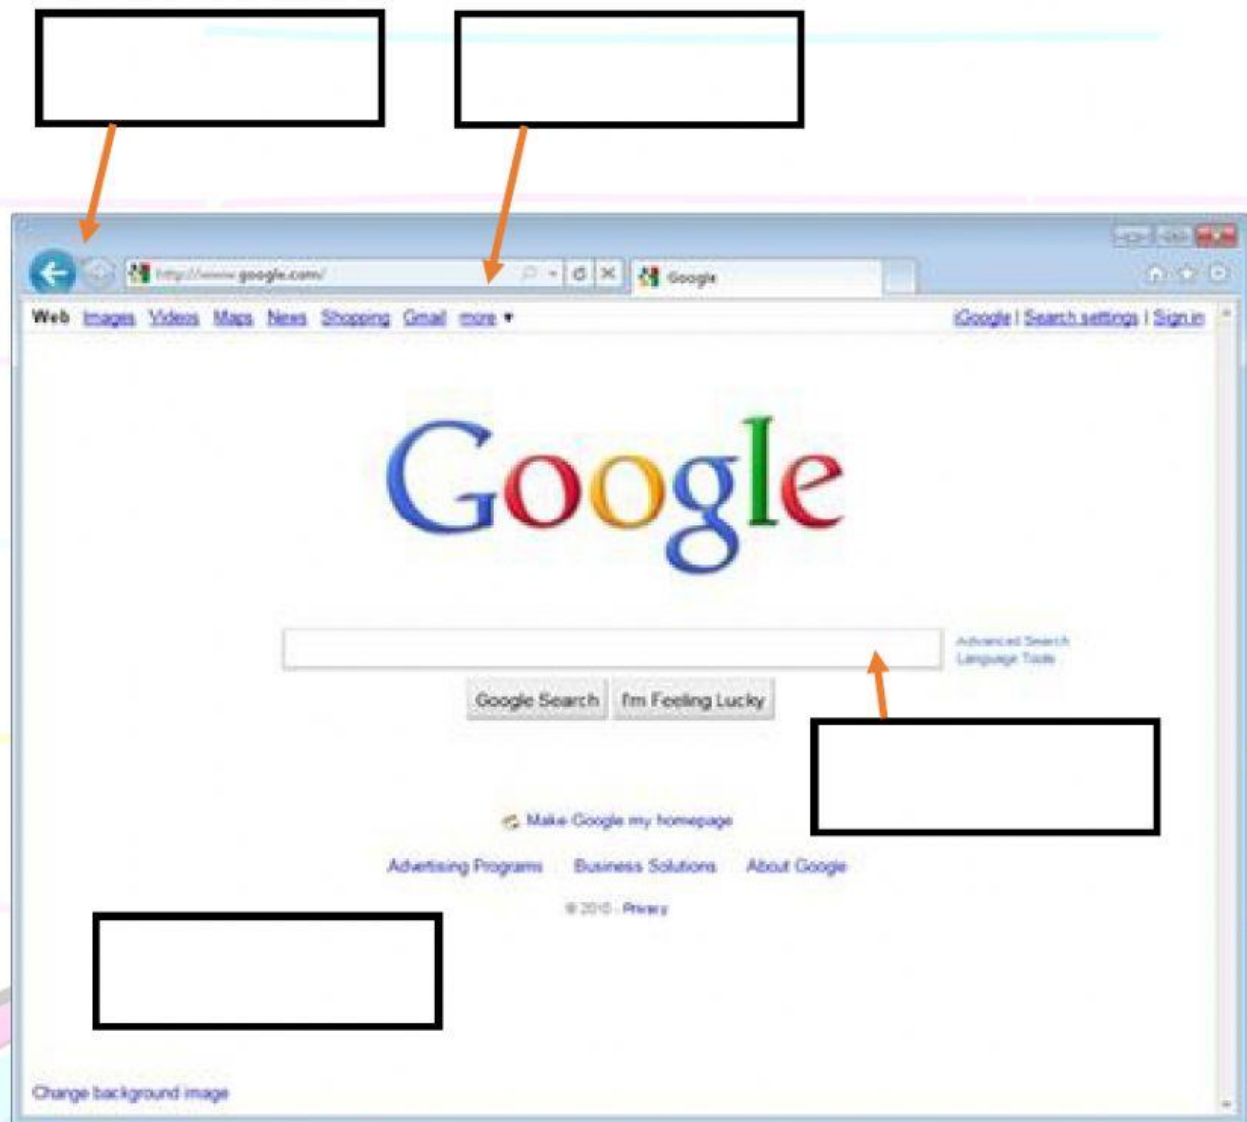 http://www.google.com/ Google
Web Images Videos Maps News Shopping Gmail more ▼ iGoogle | Search settings | Sign in
Google
Advanced Search
Language Tools
Google Search I'm Feeling Lucky
Make Google my homepage
Advertising Programs Business Solutions About Google
© 2010 - Privacy
Change background image